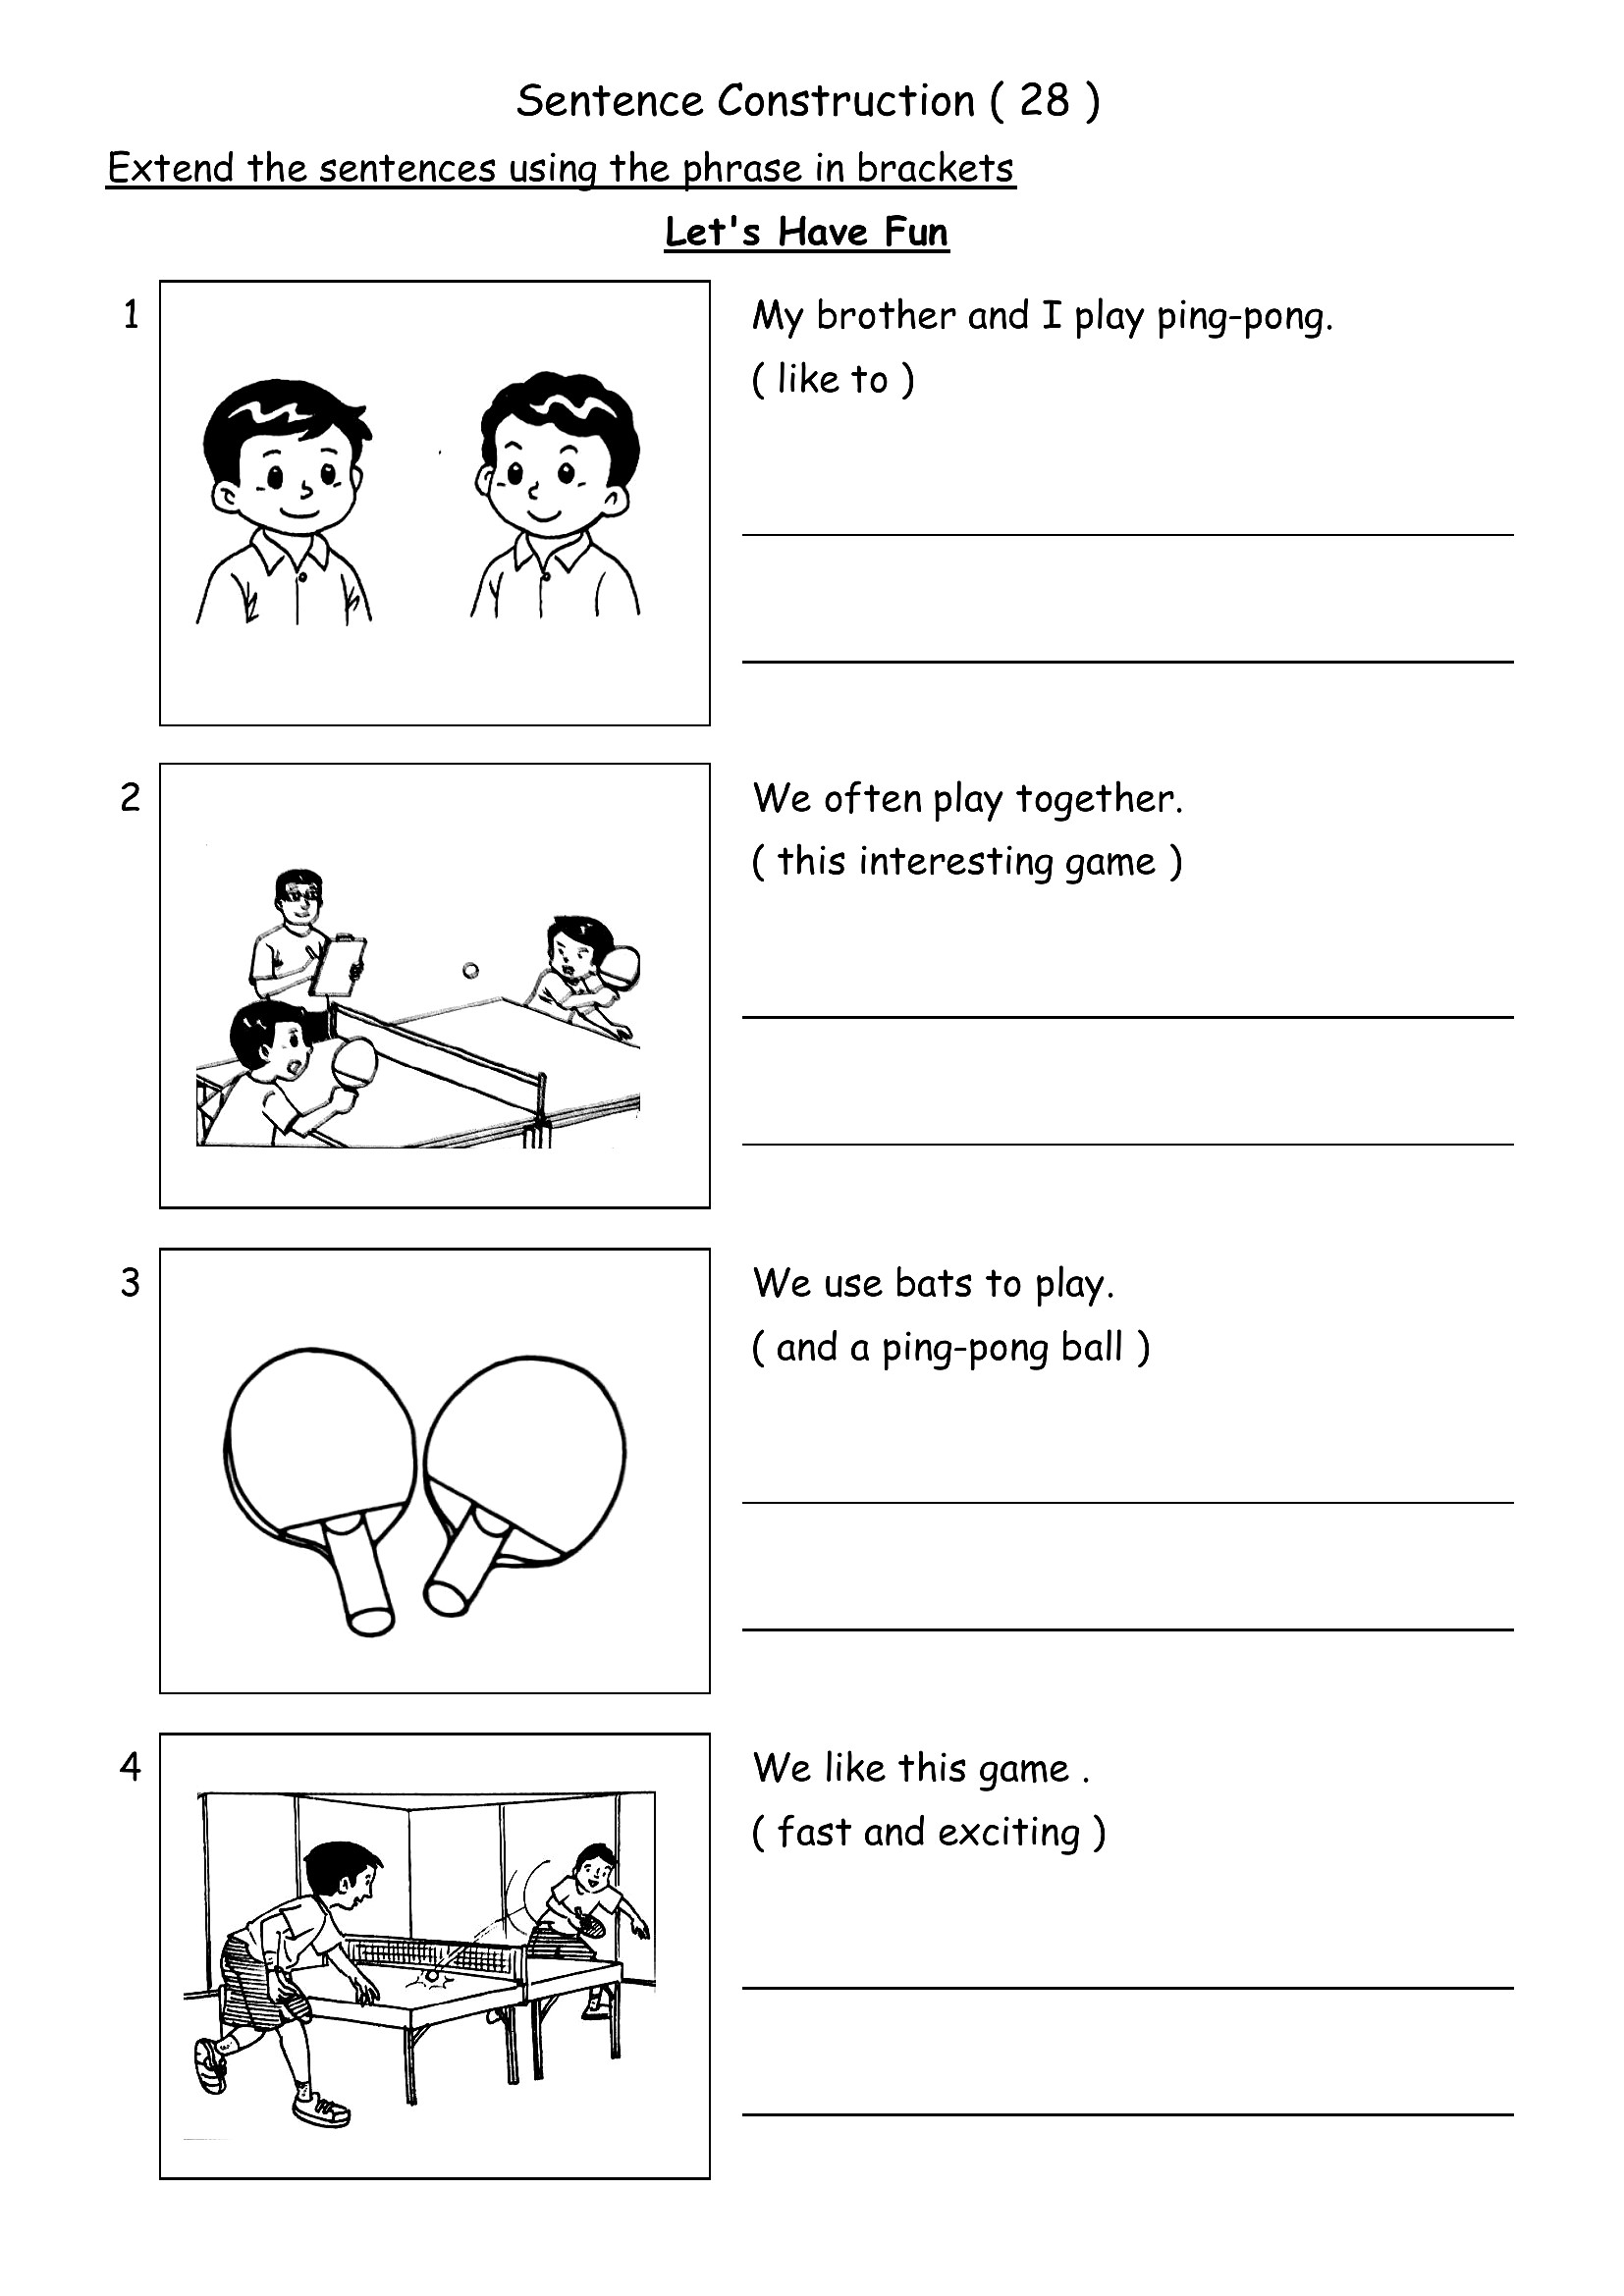 Sentence Construction ( 28 )
Extend the sentences using the phrase in brackets
Let's Have Fun
1
My brother and I play ping-pong.
( like to )
2
We often play together.
( this interesting game )
3
We use bats to play.
( and a ping-pong ball )
4
We like this game .
( fast and exciting )